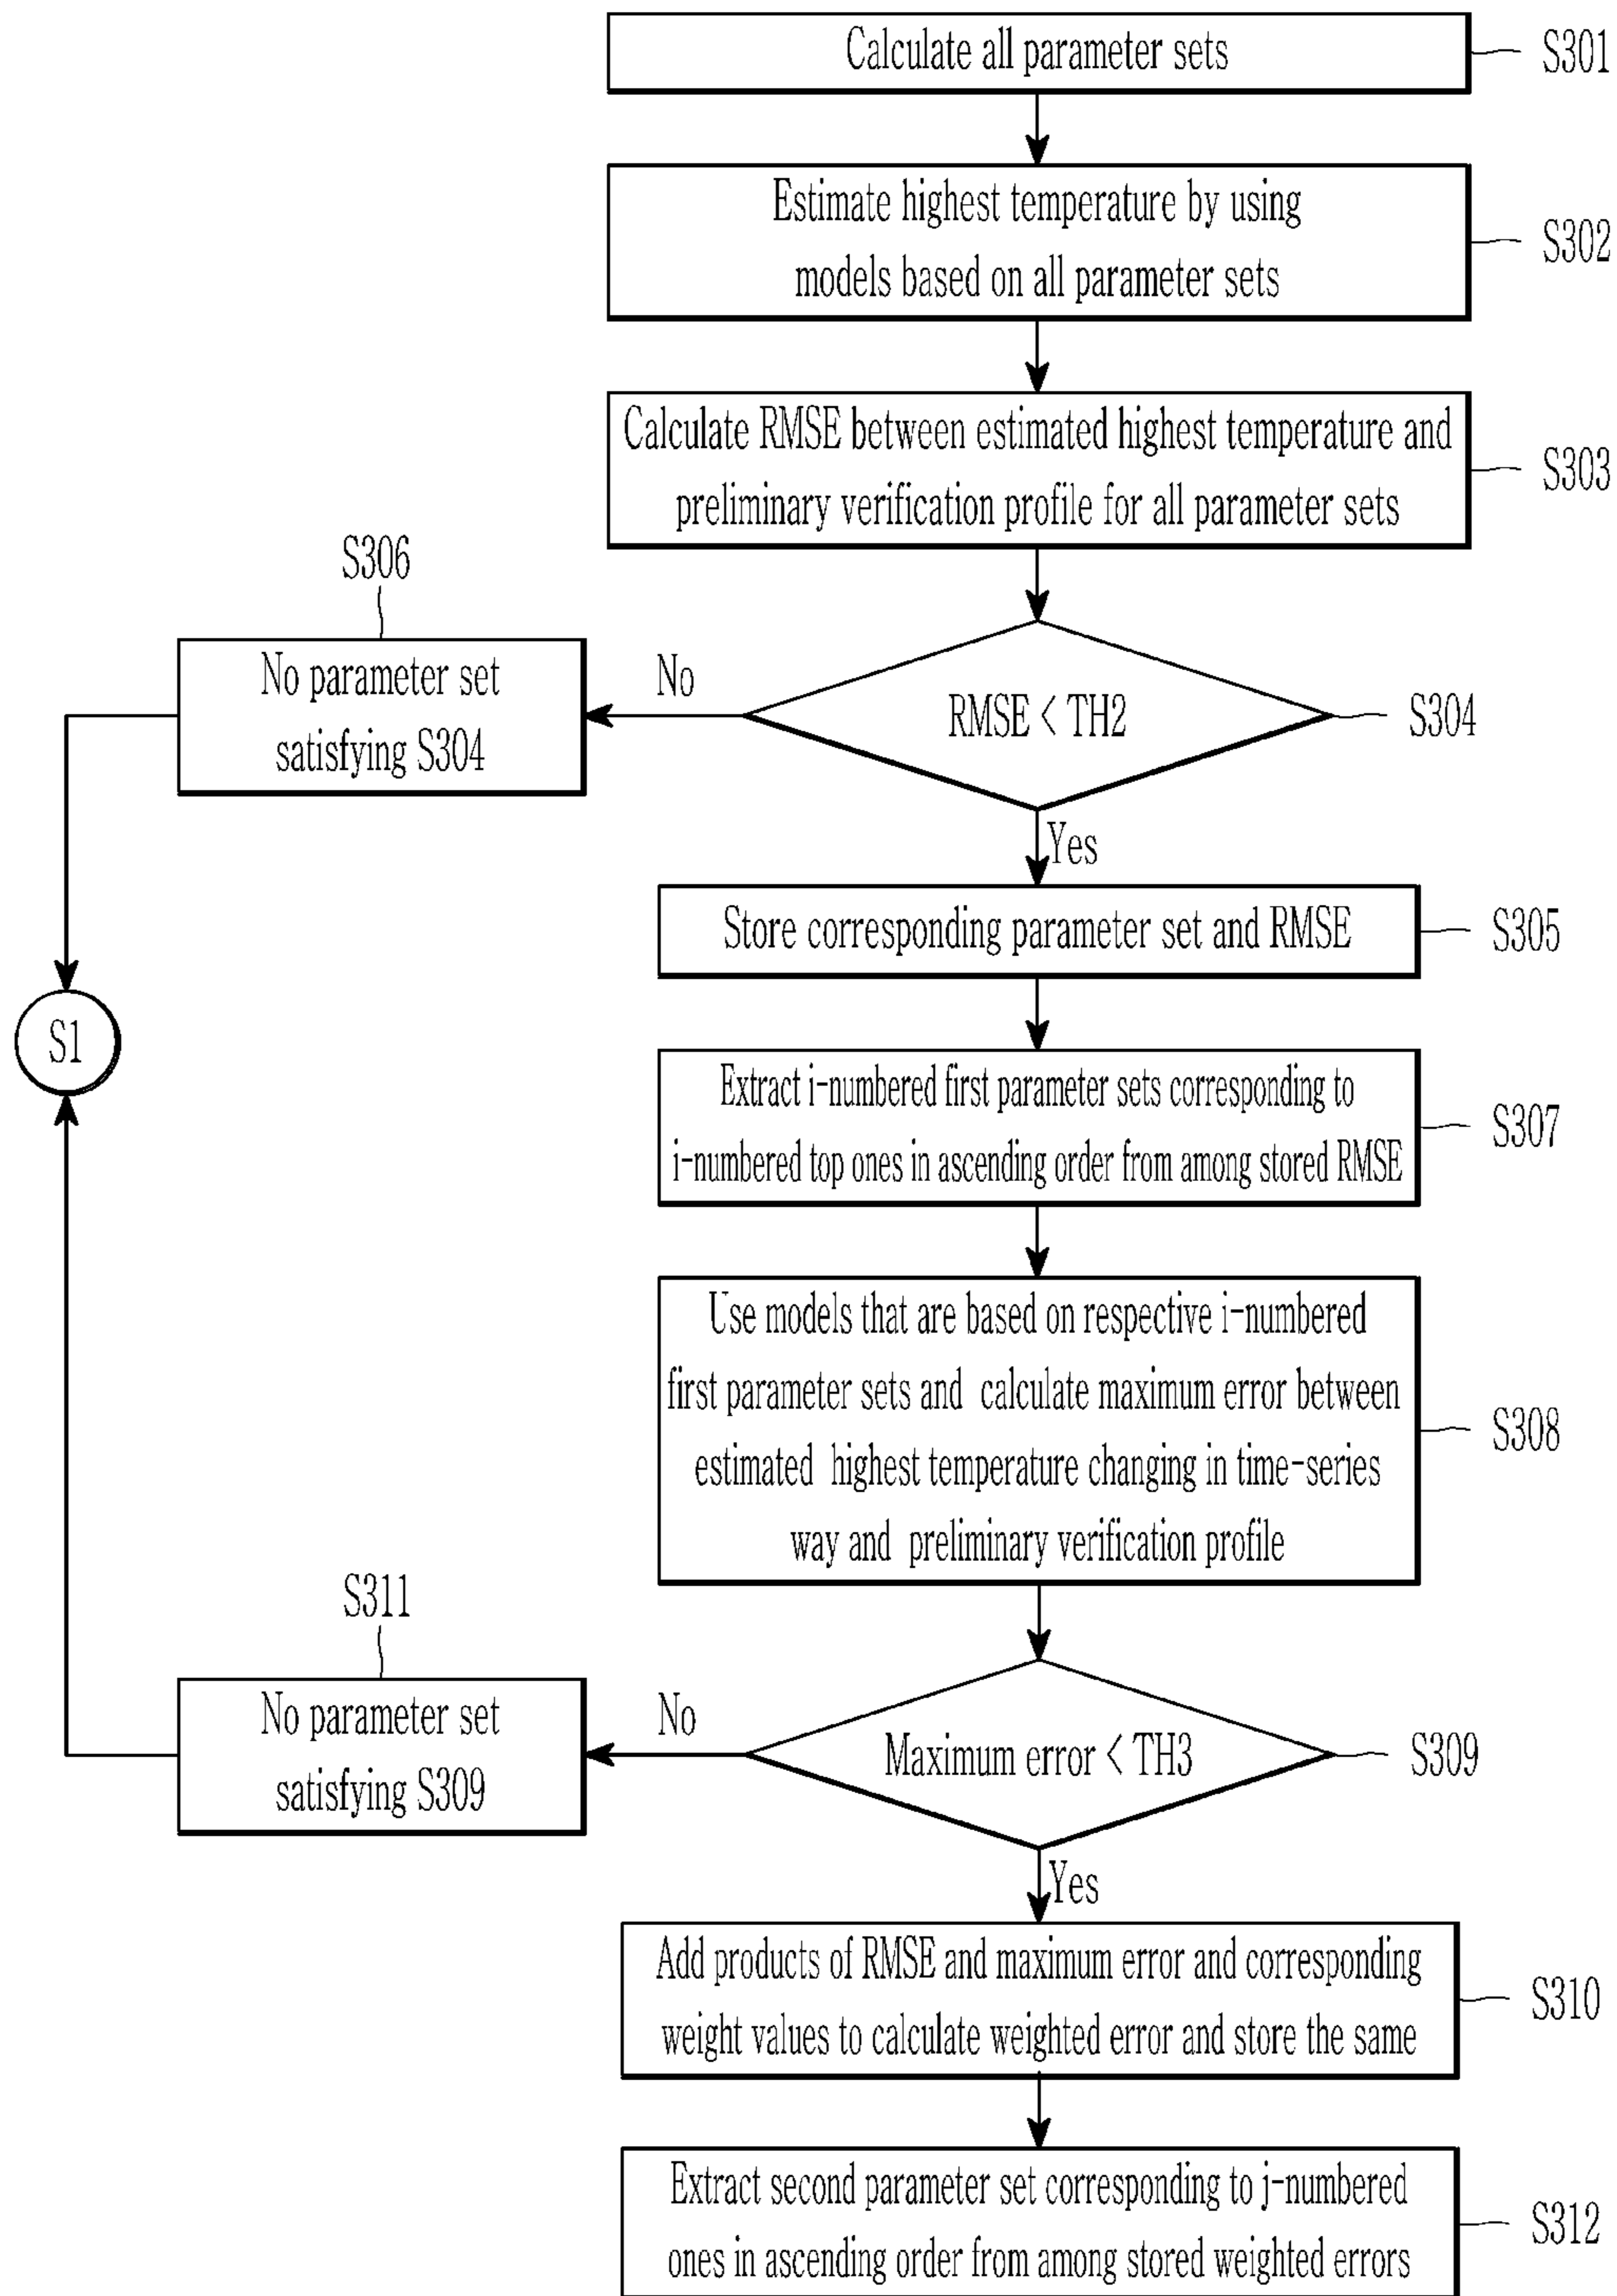 Calculate all parameter sets
S301
Estimate highest temperature by using
models based on all parameter sets
S302
Calculate RMSE between estimated highest temperature and
preliminary verification profile for all parameter sets
S303
S306
No parameter set
satisfying S304
No
RMSE < TH2
S304
Yes
Store corresponding parameter set and RMSE
S305
S1
Extract i-numbered first parameter sets corresponding to
i-numbered top ones in ascending order from among stored RMSE
S307
Use models that are based on respective i-numbered
first parameter sets and calculate maximum error between
estimated highest temperature changing in time-series
way and preliminary verification profile
S308
S311
No parameter set
satisfying S309
No
Maximum error < TH3
S309
Yes
Add products of RMSE and maximum error and corresponding
weight values to calculate weighted error and store the same
S310
Extract second parameter set corresponding to j-numbered
ones in ascending order from among stored weighted errors
S312